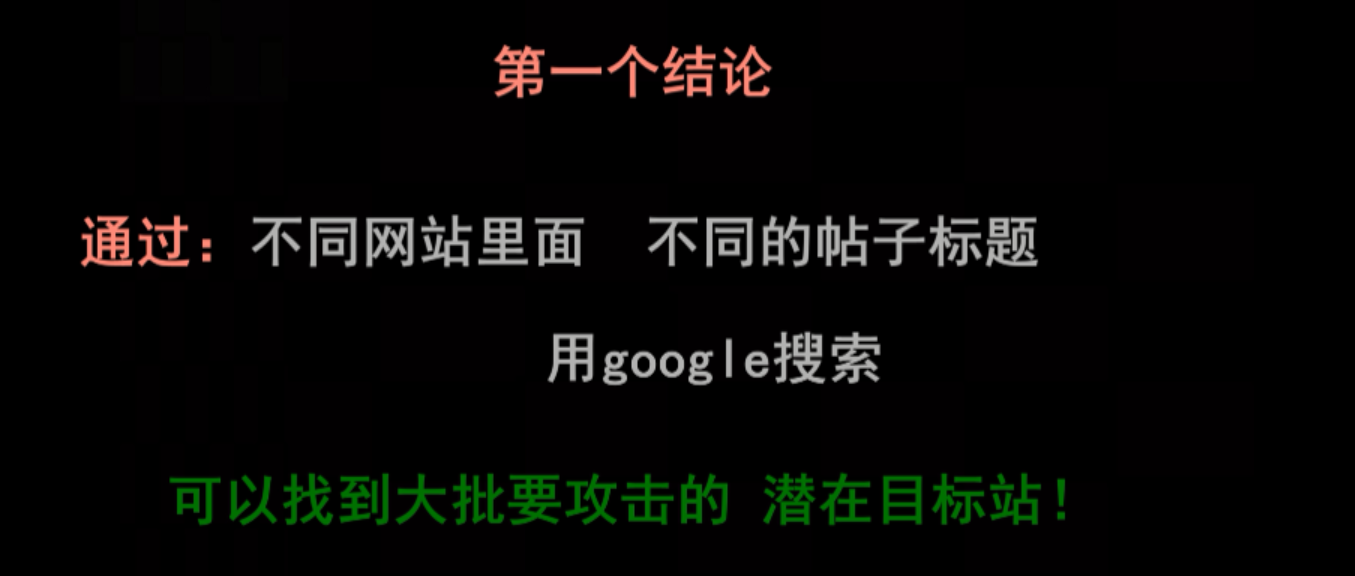 第一个结论
通过：不同网站里面 不同的帖子标题
用google搜索
可以找到大批要攻击的 潜在目标站！